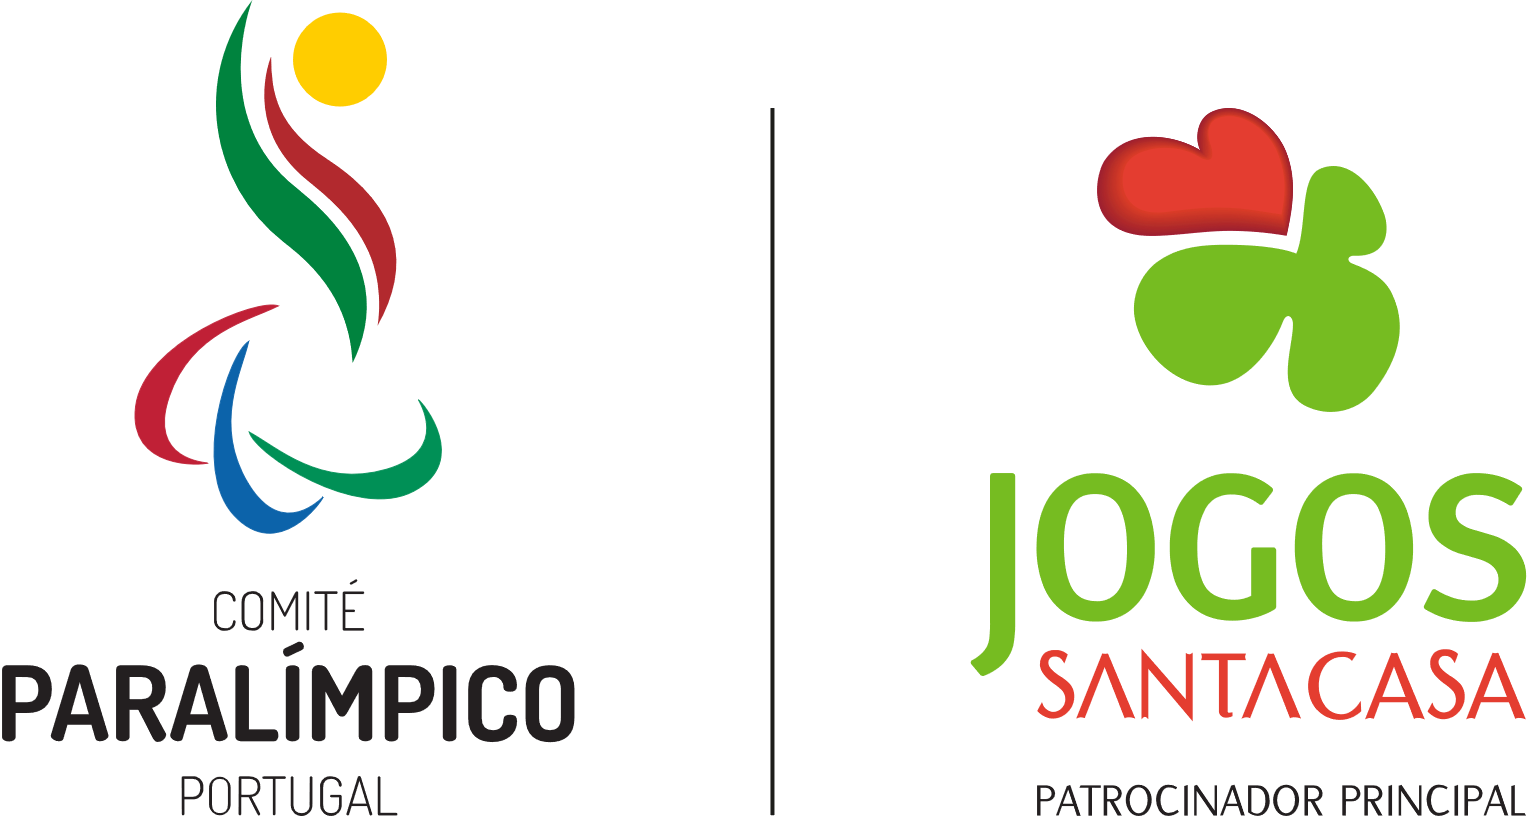 COMITÉ
PARALÍMPICO
PORTUGAL
JOGOS
SANTACASA
PATROCINADOR PRINCIPAL